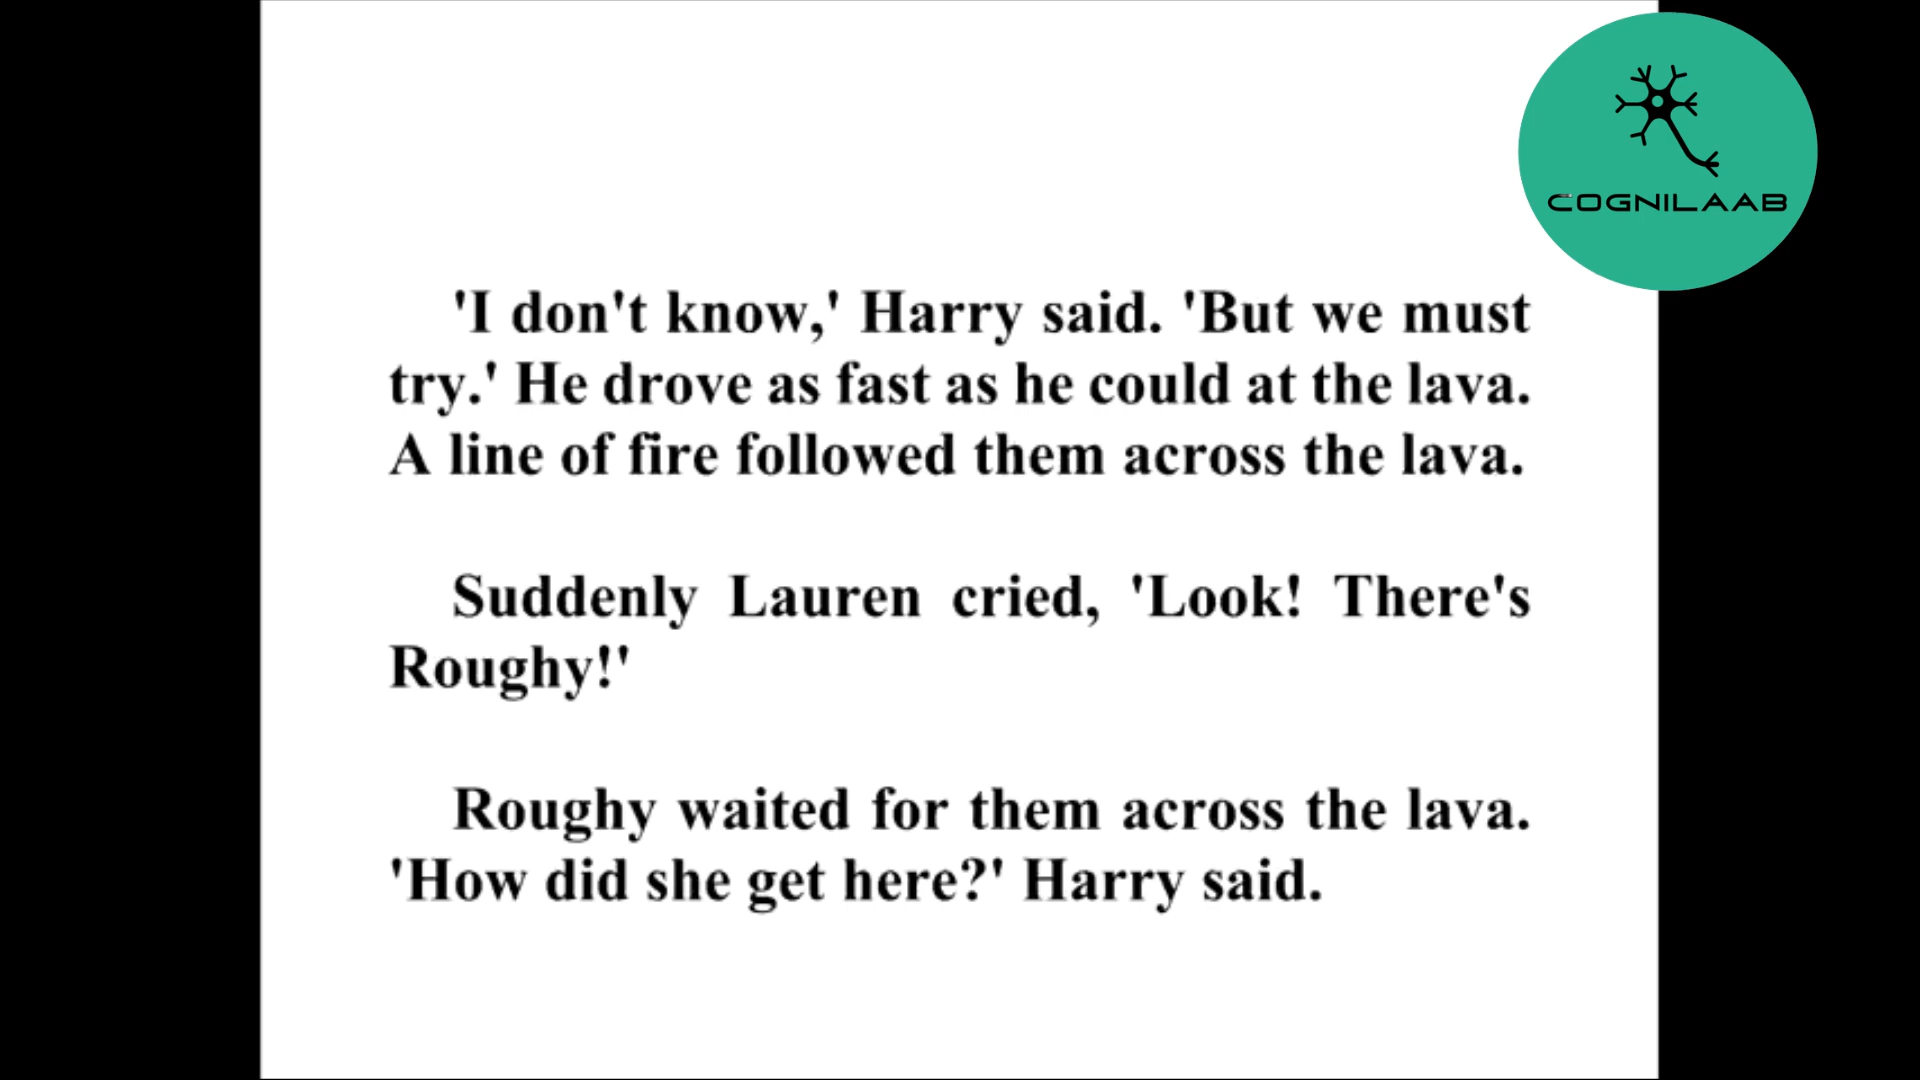 COGNILAAB
'I don't know,' Harry said. 'But we must
try.' He drove as fast as he could at the lava.
A line of fire followed them across the lava.
Suddenly Lauren cried, 'Look! There's
Roughy!'
Roughy waited for them across the lava.
'How did she get here?' Harry said.